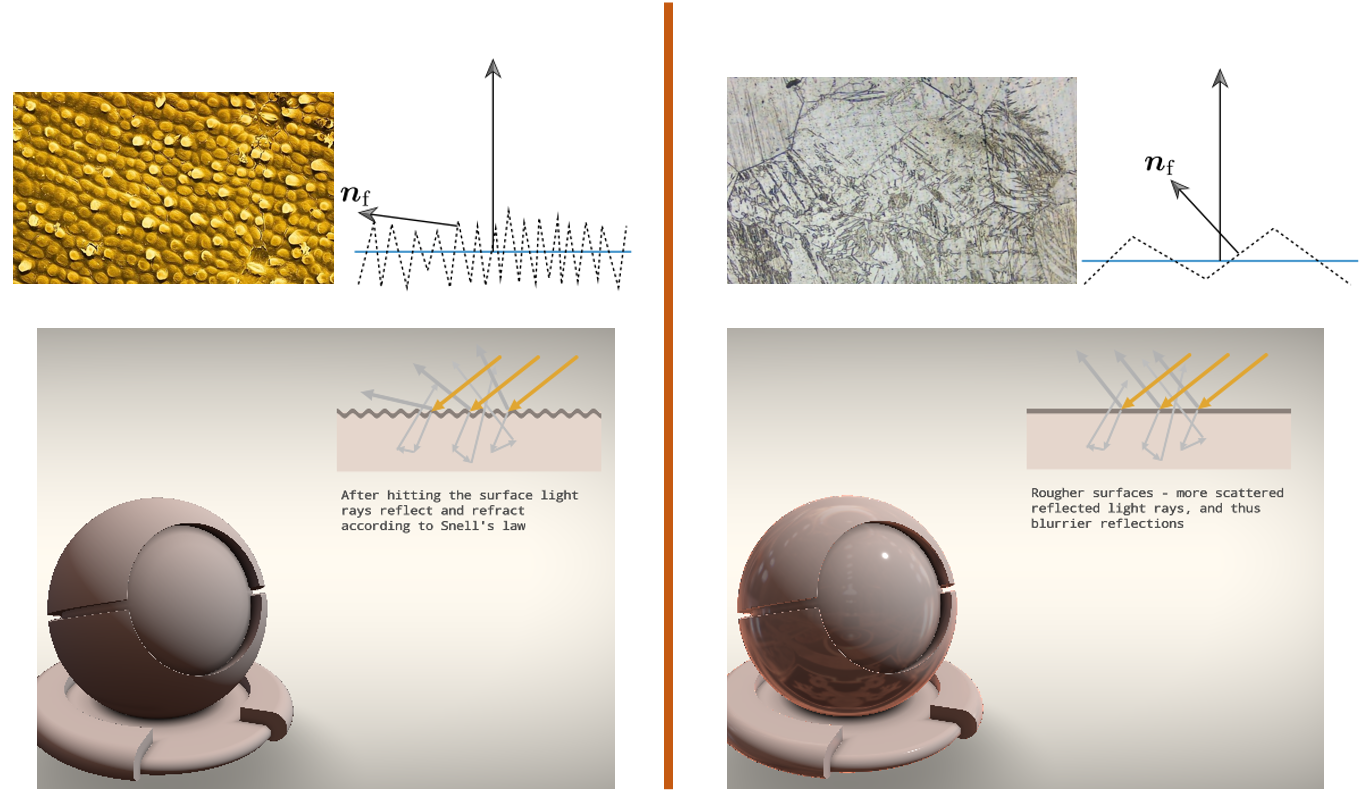 n_f
After hitting the surface light
rays reflect and refract
according to Snell's law
n_f
Rougher surfaces - more scattered
reflected light rays, and thus
blurrier reflections